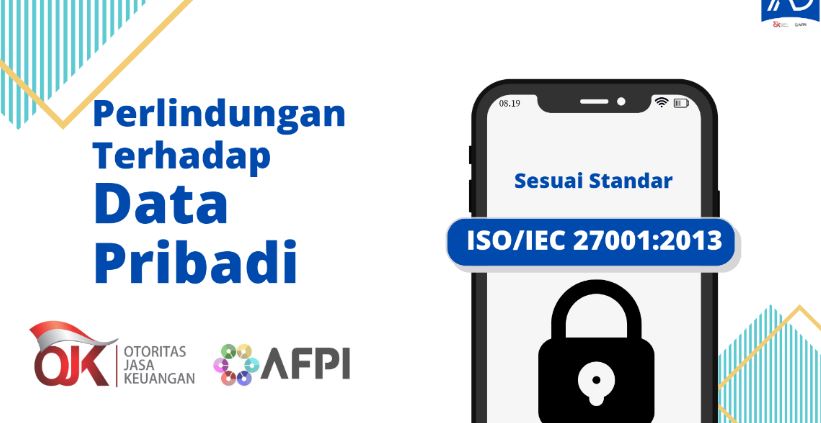 Perlindungan
Terhadap
Data
Pribadi
OJK
OTORITAS
JASA
KEUANGAN
AFPI
08.19
Sesuai Standar
ISO/IEC 27001:2013